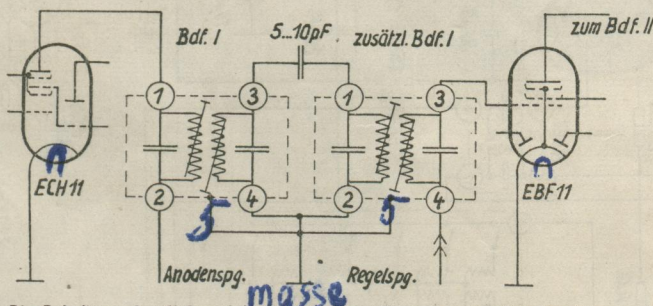 Bdf. I
5...10pF
zusätzl. Bdf. I
zum Bdf. II
1
3
1
3
ECH11
2
4
2
4
EBF11
5
5
Anodenspg.
masse
Regelspg.